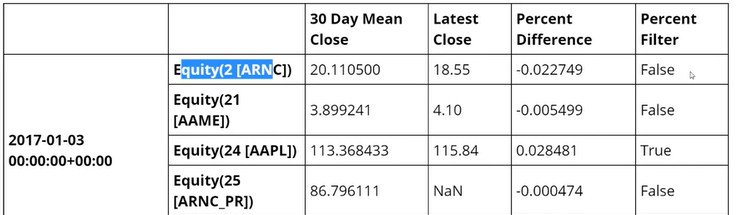 30 Day Mean Close Latest Close Percent Difference Percent Filter
2017-01-03 00:00:00+00:00
Equity(2 [ARNC]) 20.110500 18.55 -0.022749 False
Equity(21 [AAME]) 3.899241 4.10 -0.005499 False
Equity(24 [AAPL]) 113.368433 115.84 0.028481 True
Equity(25 [ARNC_PR]) 86.796111 NaN -0.000474 False